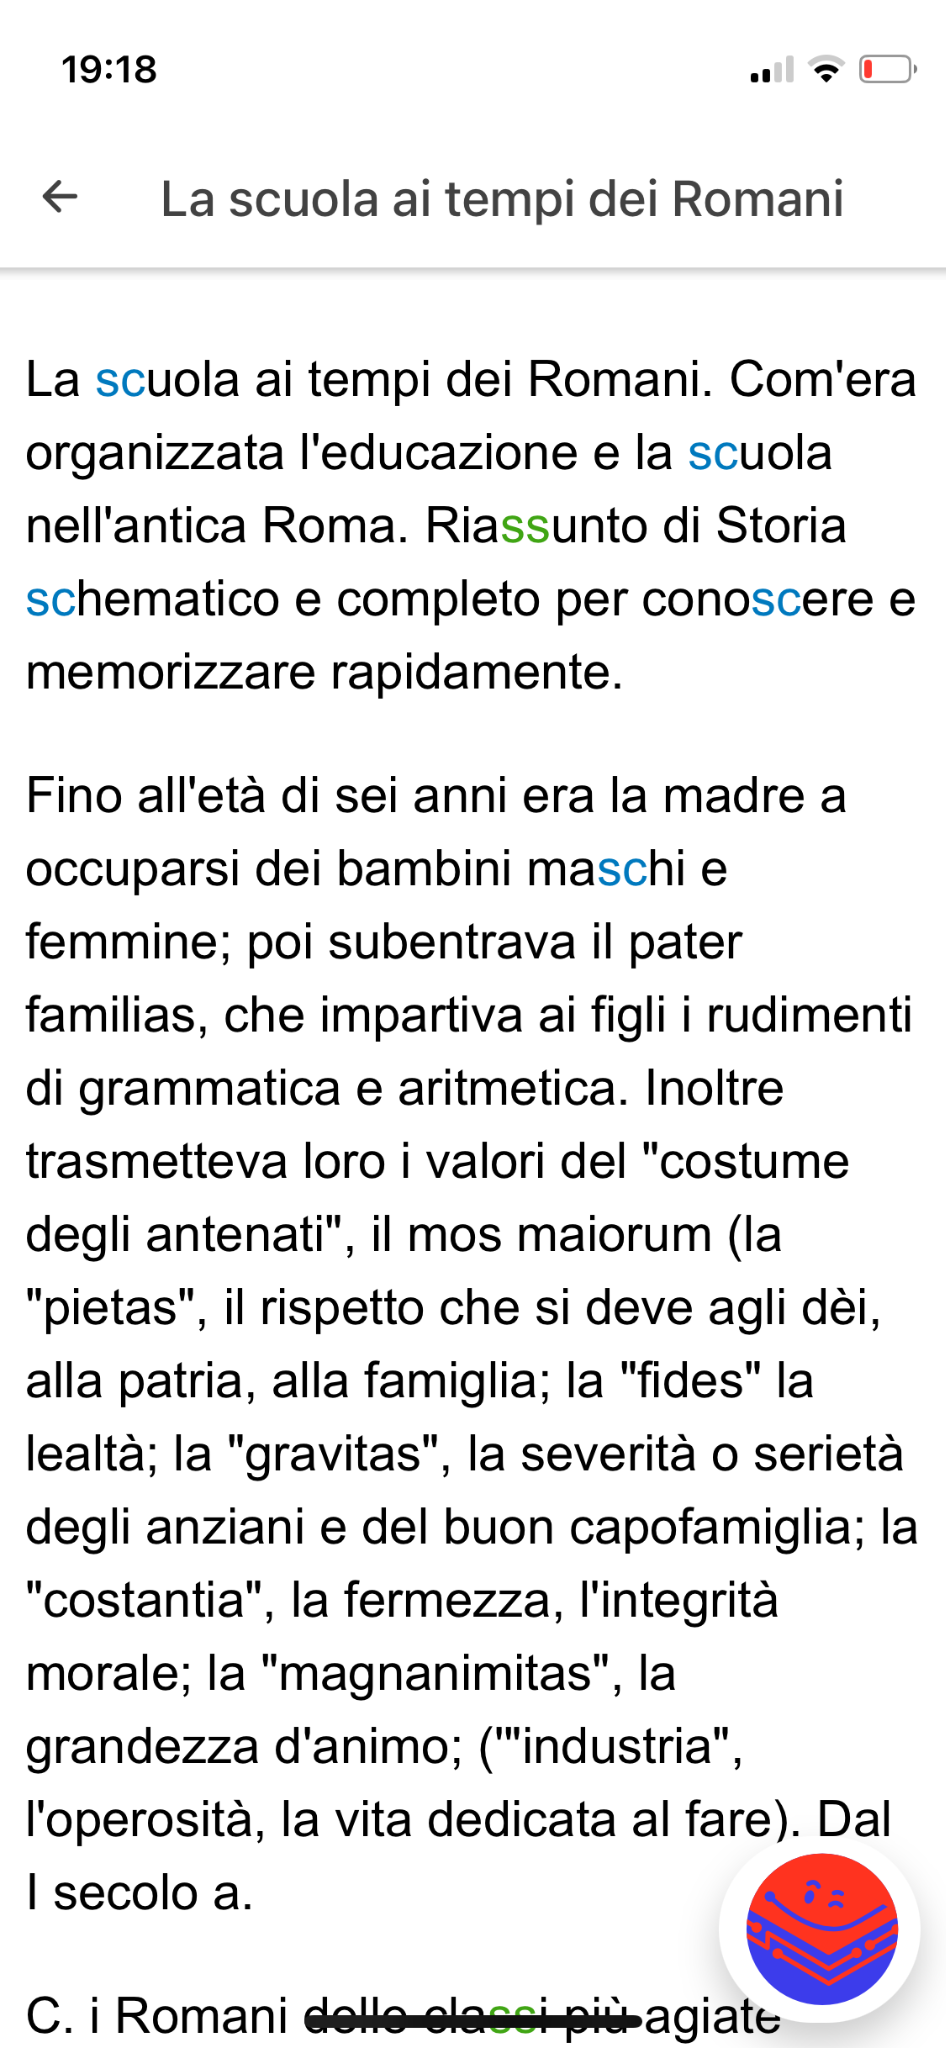 19:18
La scuola ai tempi dei Romani
La scuola ai tempi dei Romani. Com'era
organizzata l'educazione e la scuola
nell'antica Roma. Riassunto di Storia
schematico e completo per conoscere e
memorizzare rapidamente.
Fino all'età di sei anni era la madre a
occuparsi dei bambini maschi e
femmine; poi subentrava il pater
familias, che impartiva ai figli i rudimenti
di grammatica e aritmetica. Inoltre
trasmetteva loro i valori del "costume
degli antenati", il mos maiorum (la
"pietas", il rispetto che si deve agli dèi,
alla patria, alla famiglia; la "fides" la
lealtà; la "gravitas", la severità o serietà
degli anziani e del buon capofamiglia; la
"costantia", la fermezza, l'integrità
morale; la "magnanimitas", la
grandezza d'animo; ('"industria",
l'operosità, la vita dedicata al fare). Dal
I secolo a.
C. i Romani delle classi più agiate